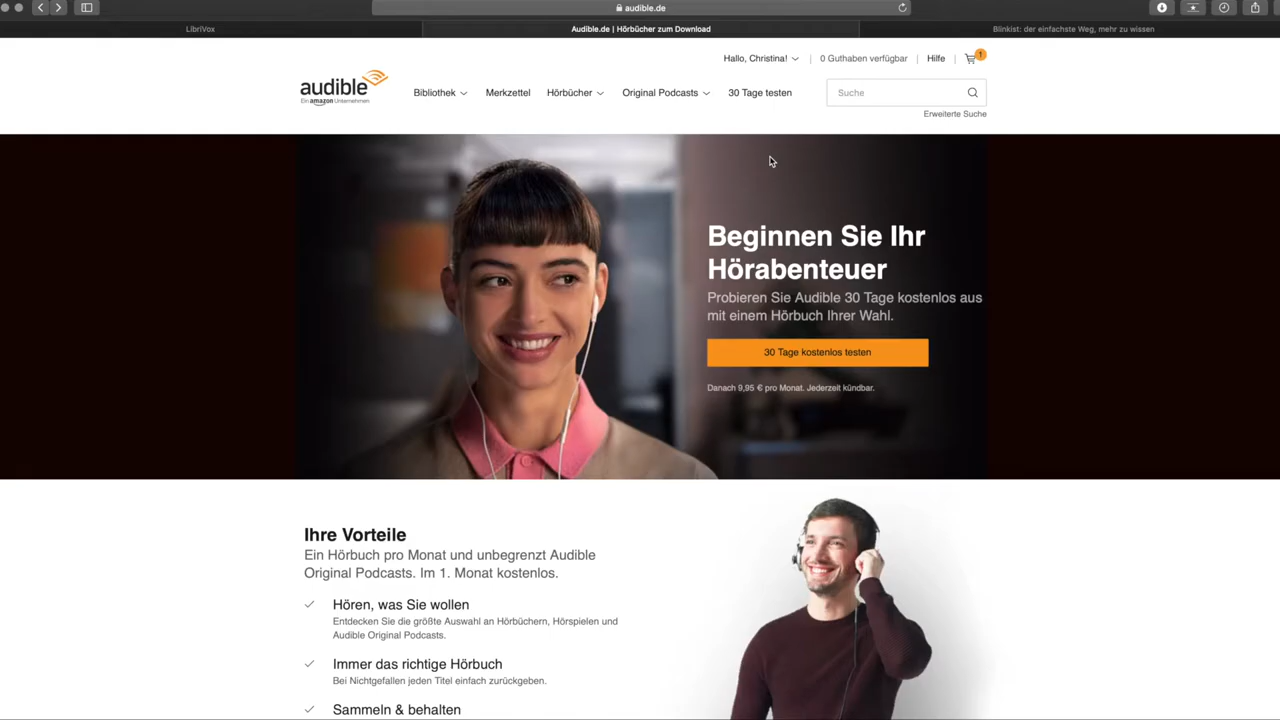 audible.de
LibriVox
Audible.de | Hörbücher zum Download
Blinkist: der einfachste Weg, mehr zu wissen
Hallo, Christina!
0 Guthaben verfügbar
Hilfe
1
audible
Ein amazon Unternehmen
Bibliothek
Merkzettel
Hörbücher
Original Podcasts
30 Tage testen
Suche
Erweiterte Suche
Beginnen Sie Ihr
Hörabenteuer
Probieren Sie Audible 30 Tage kostenlos aus
mit einem Hörbuch Ihrer Wahl.
30 Tage kostenlos testen
Danach 9,95 € pro Monat. Jederzeit kündbar.
Ihre Vorteile
Ein Hörbuch pro Monat und unbegrenzt Audible
Original Podcasts. Im 1. Monat kostenlos.
Hören, was Sie wollen
Entdecken Sie die größte Auswahl an Hörbüchern, Hörspielen und
Audible Original Podcasts.
Immer das richtige Hörbuch
Bei Nichtgefallen jeden Titel einfach zurückgeben.
Sammeln & behalten